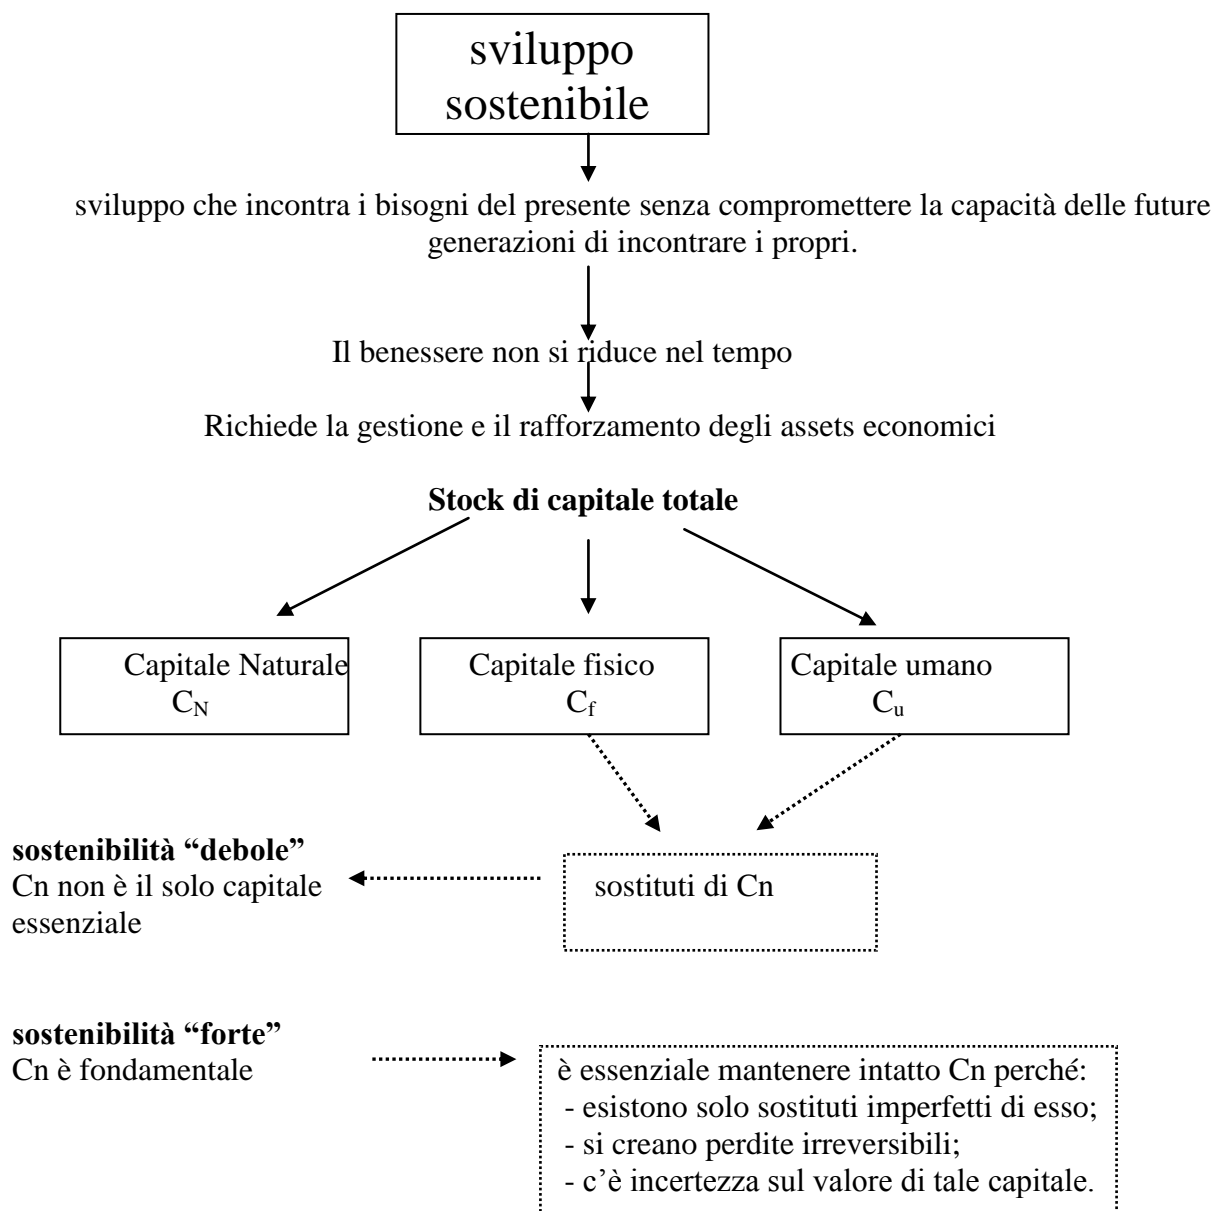 sviluppo
sostenibile
sviluppo che incontra i bisogni del presente senza compromettere la capacità delle future
generazioni di incontrare i propri.
Il benessere non si riduce nel tempo
Richiede la gestione e il rafforzamento degli assets economici
Stock di capitale totale
Capitale Naturale
C_N
Capitale fisico
C_f
Capitale umano
C_u
sostenibilità “debole”
Cn non è il solo capitale
essenziale
sostituti di Cn
sostenibilità “forte”
Cn è fondamentale
è essenziale mantenere intatto Cn perché:
- esistono solo sostituti imperfetti di esso;
- si creano perdite irreversibili;
- c’è incertezza sul valore di tale capitale.